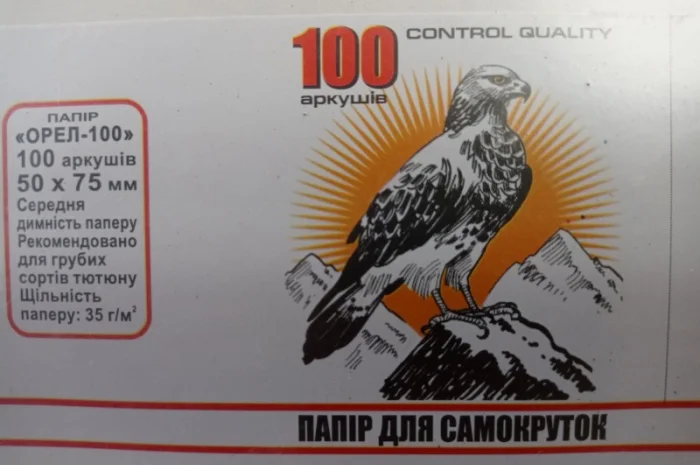 100 CONTROL QUALITY
аркушів
ПАПІР
«ОРЕЛ-100»
100 аркушів
50 х 75 мм
Середня
димність паперу
Рекомендовано
для грубих
сортів тютюну
Щільність
паперу: 35 г/м²
ПАПІР ДЛЯ САМОКРУТОК